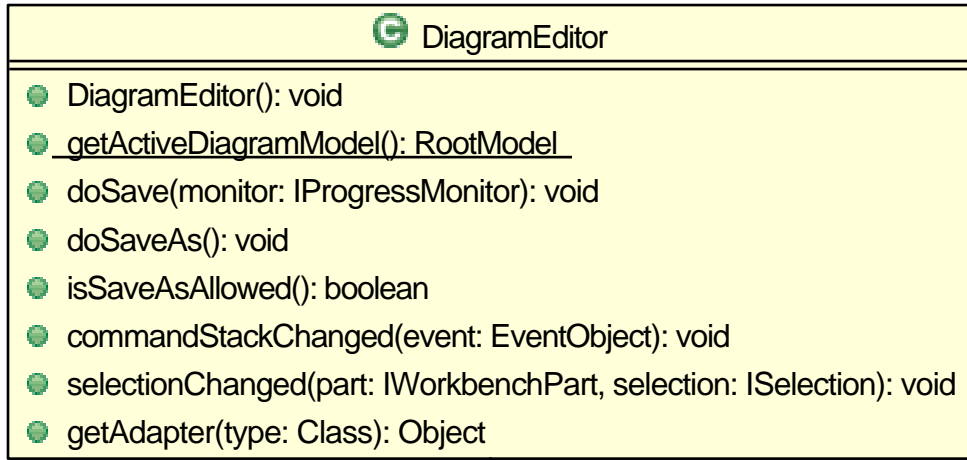 C DiagramEditor
DiagramEditor(): void
getActiveDiagramModel(): RootModel
doSave(monitor: IProgressMonitor): void
doSaveAs(): void
isSaveAsAllowed(): boolean
commandStackChanged(event: EventObject): void
selectionChanged(part: IWorkbenchPart, selection: ISelection): void
getAdapter(type: Class): Object